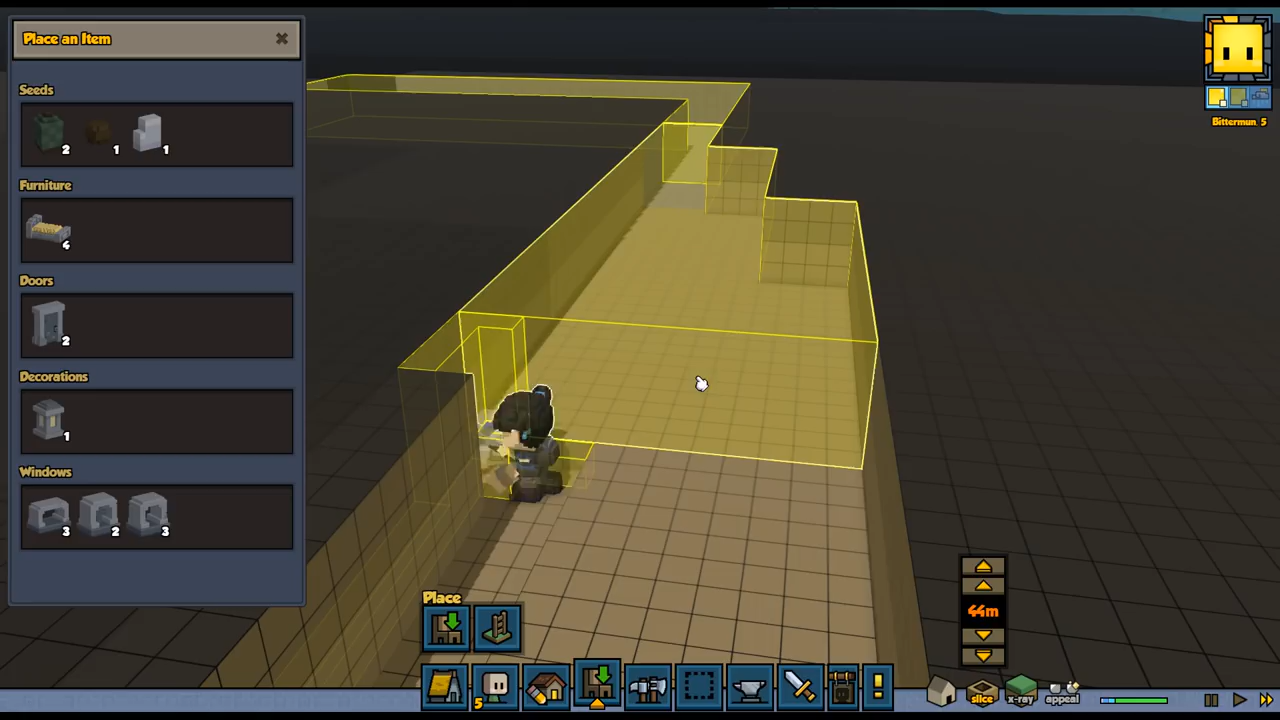 Place an Item
Seeds
2
1
1
Furniture
4
Doors
2
Decorations
1
Windows
3
2
3
Bittermun. 5
Place
44m
5
slice
x-ray
appeal